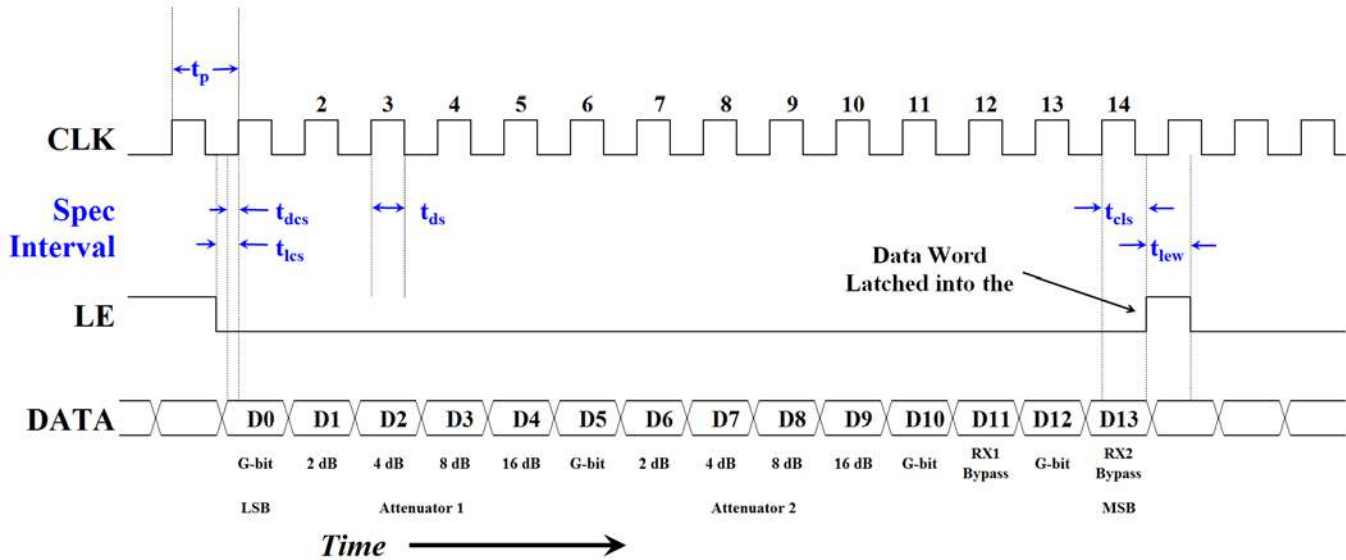 tp
2 3 4 5 6 7 8 9 10 11 12 13 14
CLK
Spec
Interval
tdcs
tds
tcls
tlcs
tlew
Data Word
Latched into the
LE
DATA
D0 D1 D2 D3 D4 D5 D6 D7 D8 D9 D10 D11 D12 D13
G-bit 2 dB 4 dB 8 dB 16 dB G-bit 2 dB 4 dB 8 dB 16 dB G-bit RX1 Bypass G-bit RX2 Bypass
LSB Attenuator 1 Attenuator 2 MSB
Time